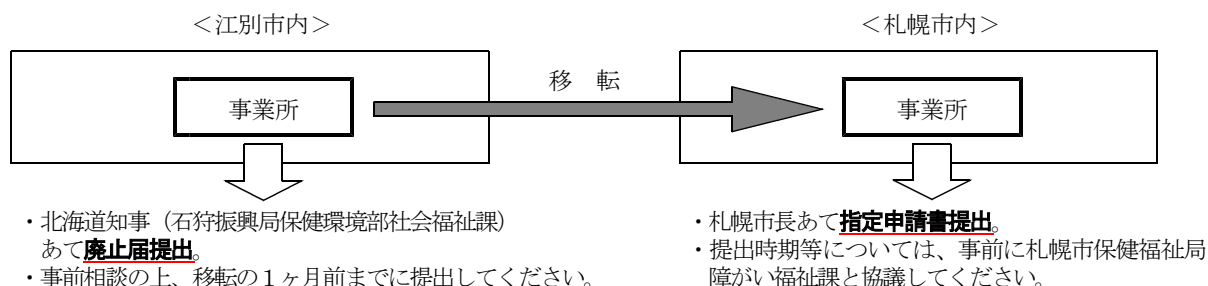 ＜江別市内＞
＜札幌市内＞
移　転
事業所
事業所
・北海道知事（石狩振興局保健環境部社会福祉課）
あて廃止届提出。
・事前相談の上、移転の１ヶ月前までに提出してください。
・札幌市長あて指定申請書提出。
・提出時期等については、事前に札幌市保健福祉局
障がい福祉課と協議してください。